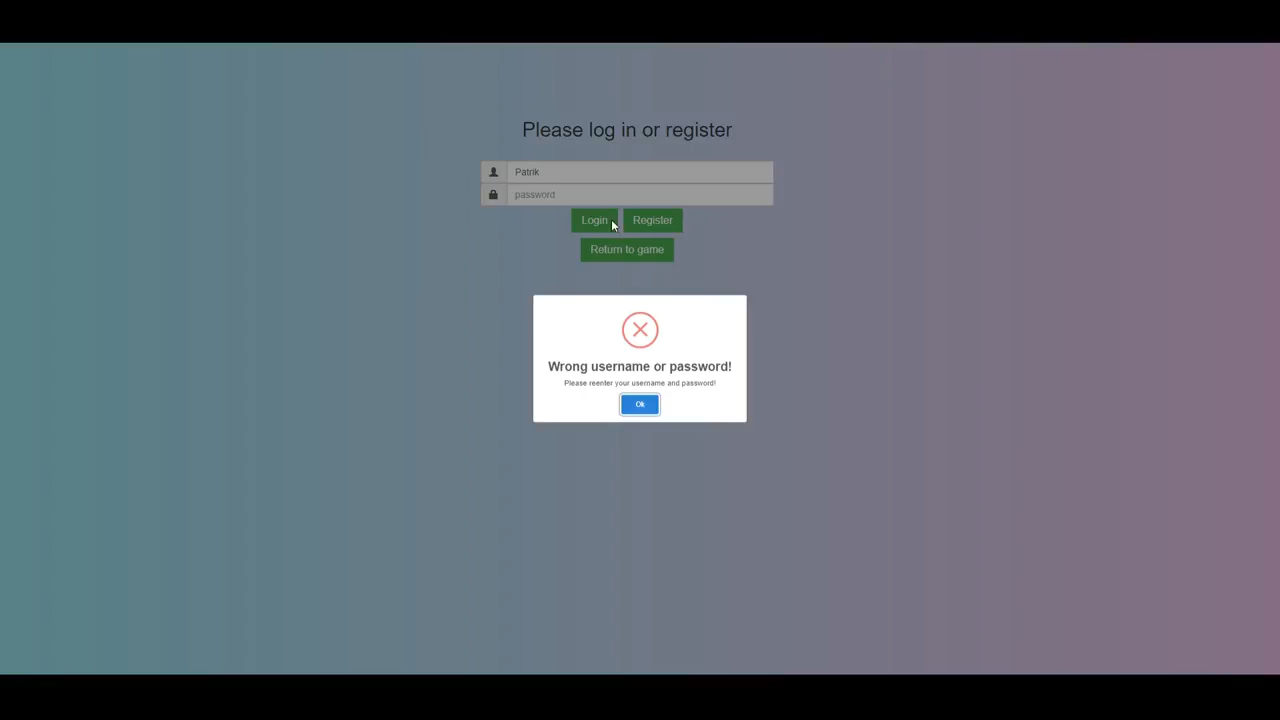 Please log in or register
Patrik
password
Login Register
Return to game
Wrong username or password!
Please reenter your username and password!
Ok